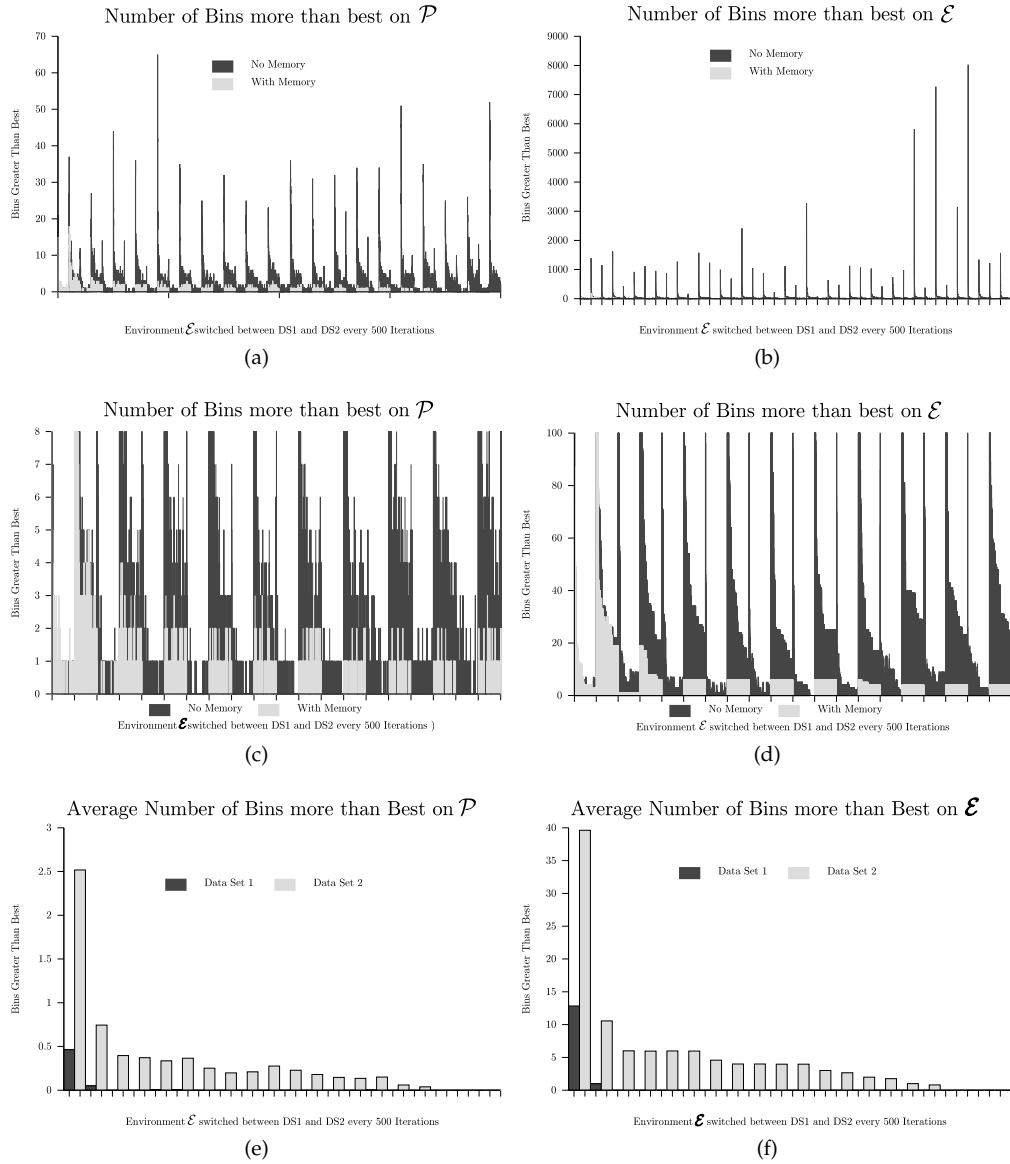 Number of Bins more than best on 𝒫
70
60
50
40
30
20
10
0
Bins Greater Than Best
No Memory
With Memory
Environment ℰ switched between DS1 and DS2 every 500 Iterations
(a)
Number of Bins more than best on ℰ
9000
8000
7000
6000
5000
4000
3000
2000
1000
0
Bins Greater Than Best
No Memory
With Memory
Environment ℰ switched between DS1 and DS2 every 500 Iterations
(b)
Number of Bins more than best on 𝒫
8
7
6
5
4
3
2
1
0
Bins Greater Than Best
No Memory
With Memory
Environment ℰ switched between DS1 and DS2 every 500 Iterations )
(c)
Number of Bins more than best on ℰ
100
80
60
40
20
0
Bins Greater Than Best
No Memory
With Memory
Environment ℰ switched between DS1 and DS2 every 500 Iterations
(d)
Average Number of Bins more than Best on 𝒫
3
2.5
2
1.5
1
0.5
0
Bins Greater Than Best
Data Set 1
Data Set 2
Environment ℰ switched between DS1 and DS2 every 500 Iterations
(e)
Average Number of Bins more than Best on ℰ
40
35
30
25
20
15
10
5
0
Bins Greater Than Best
Data Set 1
Data Set 2
Environment ℰ switched between DS1 and DS2 every 500 Iterations
(f)